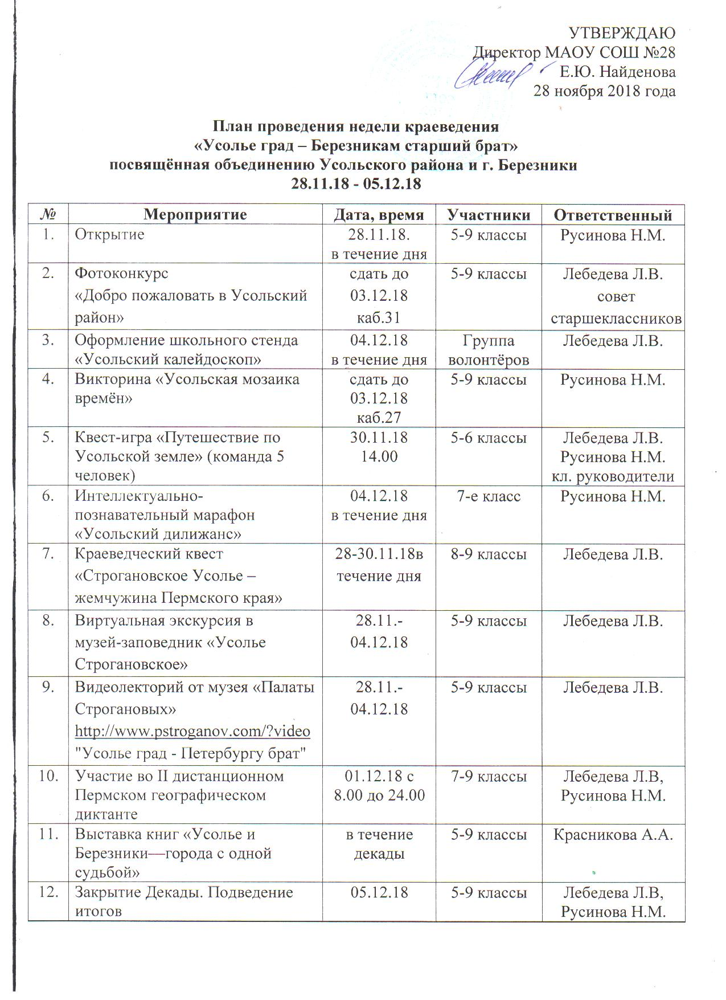 УТВЕРЖДАЮ
Директор МАОУ СОШ №28
Е.Ю. Найденова
28 ноября 2018 года
План проведения недели краеведения
«Усолье град – Березникам старший брат»
посвящённая объединению Усольского района и г. Березники
28.11.18 - 05.12.18
№ Мероприятие Дата, время Участники Ответственный
1. Открытие 28.11.18. 5-9 классы Русинова Н.М.
в течение дня
2. Фотоконкурс сдать до 5-9 классы Лебедева Л.В.
«Добро пожаловать в Усольский 03.12.18 совет
район» каб.31 старшеклассников
3. Оформление школьного стенда 04.12.18 Группа Лебедева Л.В.
«Усольский калейдоскоп» в течение дня волонтёров
4. Викторина «Усольская мозаика сдать до 5-9 классы Русинова Н.М.
времён» 03.12.18
каб.27
5. Квест-игра «Путешествие по 30.11.18 5-6 классы Лебедева Л.В.
Усольской земле» (команда 5 14.00 Русинова Н.М.
человек) кл. руководители
6. Интеллектуально- 04.12.18 7-е класс Русинова Н.М.
познавательный марафон в течение дня
«Усольский дилижанс»
7. Краеведческий квест 28-30.11.18в 8-9 классы Лебедева Л.В.
«Строгановское Усолье – течение дня
жемчужина Пермского края»
8. Виртуальная экскурсия в 28.11.- 5-9 классы Лебедева Л.В.
музей-заповедник «Усолье 04.12.18
Строгановское»
9. Видеолекторий от музея «Палаты 28.11.- 5-9 классы Лебедева Л.В.
Строгановых» 04.12.18
http://www.pstroganov.com/?video
"Усолье град - Петербургу брат"
10. Участие во II дистанционном 01.12.18 с 7-9 классы Лебедева Л.В,
Пермском географическом 8.00 до 24.00 Русинова Н.М.
диктанте
11. Выставка книг «Усолье и в течение 5-9 классы Красникова А.А.
Березники—города с одной декады
судьбой»
12. Закрытие Декады. Подведение 05.12.18 5-9 классы Лебедева Л.В,
итогов Русинова Н.М.